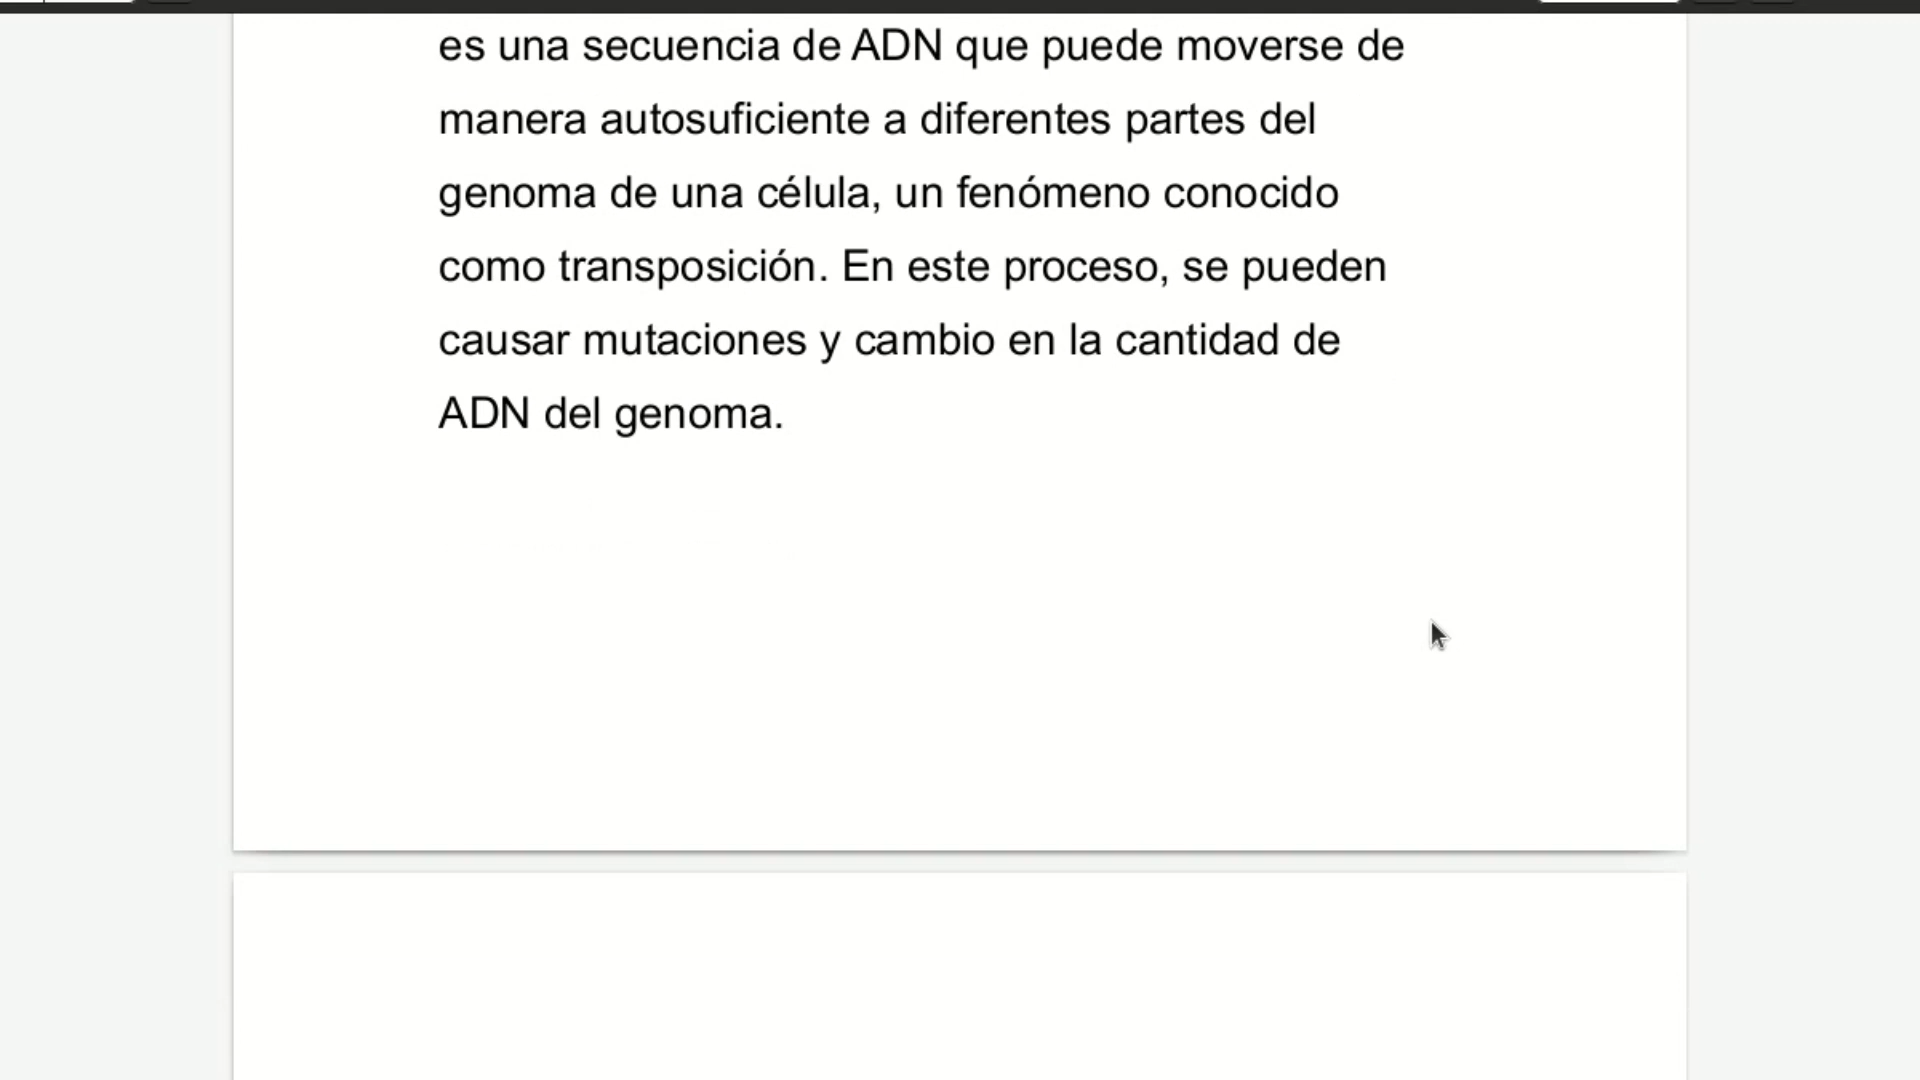 es una secuencia de ADN que puede moverse de
manera autosuficiente a diferentes partes del
genoma de una célula, un fenómeno conocido
como transposición. En este proceso, se pueden
causar mutaciones y cambio en la cantidad de
ADN del genoma.